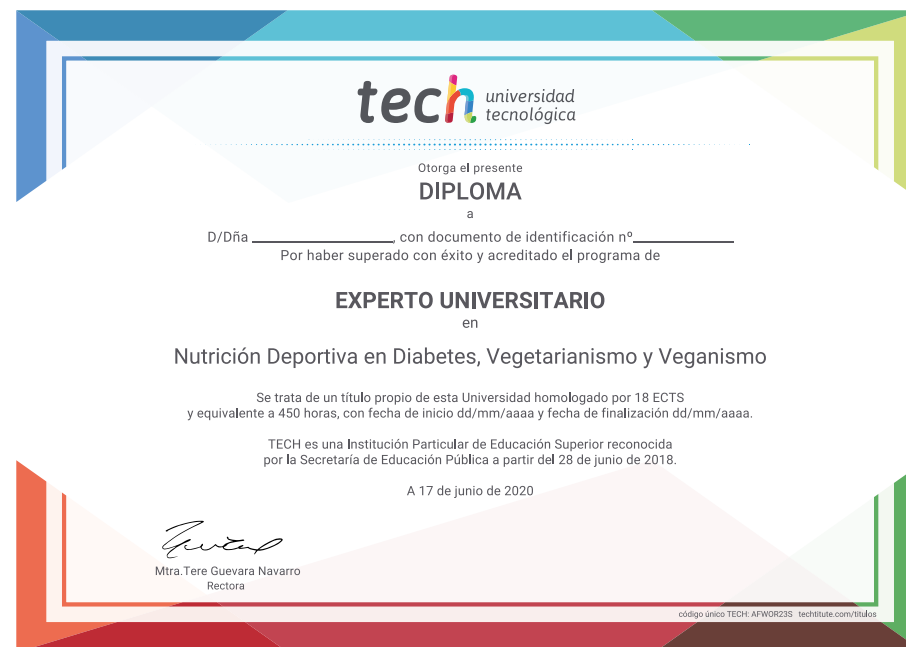 tech universidad
tecnológica
Otorga el presente
DIPLOMA
a
D/Dña ____________________, con documento de identificación nº______________
Por haber superado con éxito y acreditado el programa de
EXPERTO UNIVERSITARIO
en
Nutrición Deportiva en Diabetes, Vegetarianismo y Veganismo
Se trata de un título propio de esta Universidad homologado por 18 ECTS
y equivalente a 450 horas, con fecha de inicio dd/mm/aaaa y fecha de finalización dd/mm/aaaa.
TECH es una Institución Particular de Educación Superior reconocida
por la Secretaría de Educación Pública a partir del 28 de junio de 2018.
A 17 de junio de 2020
Mtra.Tere Guevara Navarro
Rectora
código único TECH: AFWOR23S techtitute.com/titulos